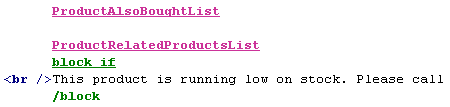 ProductAlsoBoughtList
ProductRelatedProductsList
block if
<br />This product is running low on stock. Please call
/block